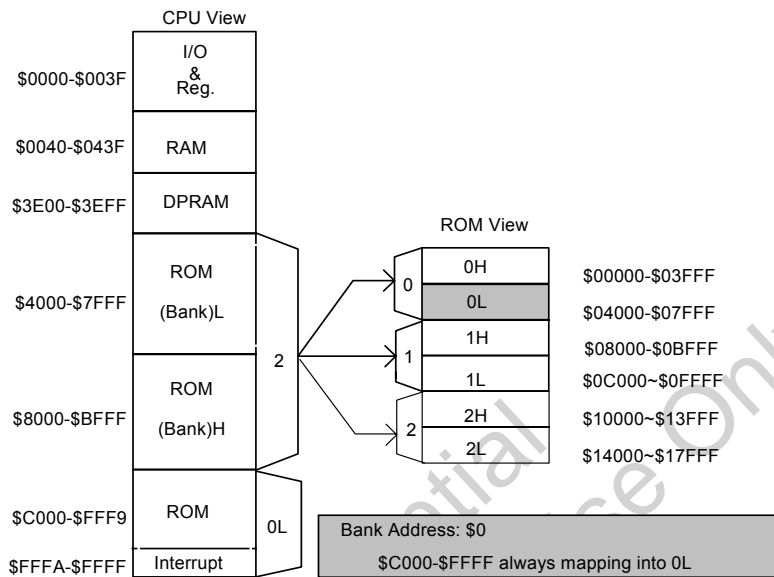 CPU View
I/O
&
Reg.
$0000-$003F
$0040-$043F
RAM
$3E00-$3EFF
DPRAM
ROM
(Bank)L
$4000-$7FFF
ROM
(Bank)H
$8000-$BFFF
2
ROM
$C000-$FFF9
0L
$FFFA-$FFFF
Interrupt
ROM View
0
0H
$00000-$03FFF
0L
$04000-$07FFF
1
1H
$08000-$0BFFF
1L
$0C000~$0FFFF
2
2H
$10000~$13FFF
2L
$14000~$17FFF
Bank Address: $0
$C000-$FFFF always mapping into 0L